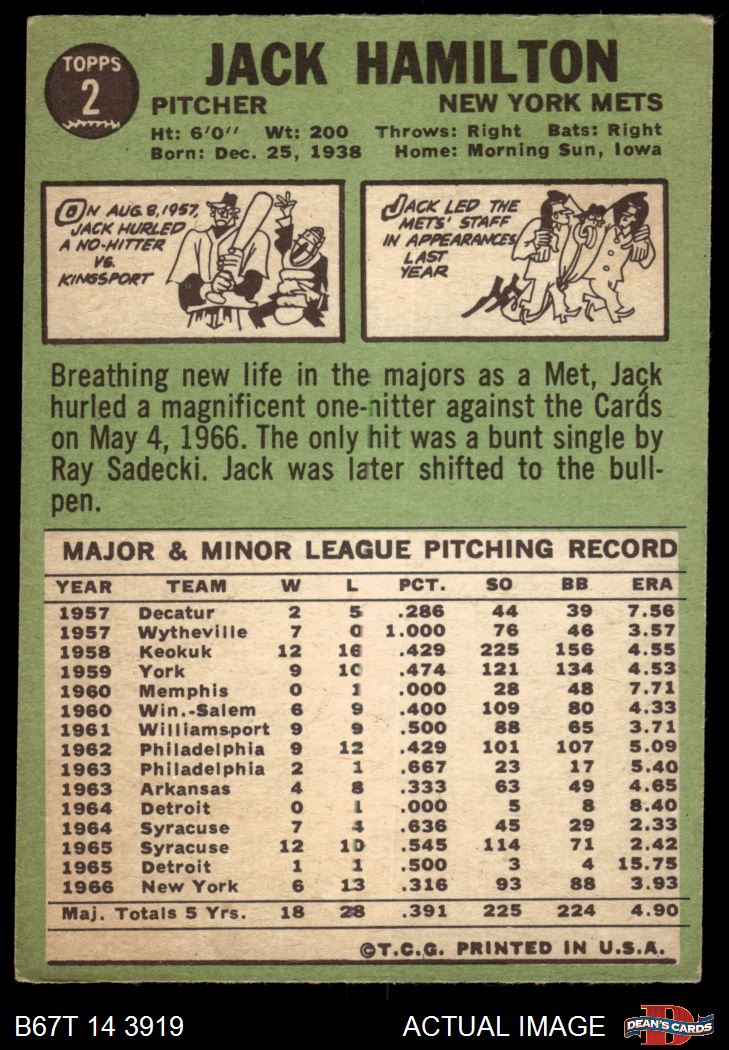 TOPPS
2
JACK HAMILTON
PITCHER NEW YORK METS
Ht: 6'0" Wt: 200 Throws: Right Bats: Right
Born: Dec. 25, 1938 Home: Morning Sun, Iowa
ON AUG. 8, 1957,
JACK HURLED
A NO-HITTER
VS.
KINGSPORT
JACK LED THE
METS' STAFF
IN APPEARANCES
LAST
YEAR
Breathing new life in the majors as a Met, Jack
hurled a magnificent one-hitter against the Cards
on May 4, 1966. The only hit was a bunt single by
Ray Sadecki. Jack was later shifted to the bull-
pen.
MAJOR & MINOR LEAGUE PITCHING RECORD
YEAR TEAM W L PCT. SO BB ERA
1957 Decatur 2 5 .286 44 39 7.56
1957 Wytheville 7 0 1.000 76 46 3.57
1958 Keokuk 12 16 .429 225 156 4.55
1959 York 9 10 .474 121 134 4.53
1960 Memphis 0 1 .000 28 48 7.71
1960 Win.-Salem 6 9 .400 109 80 4.33
1961 Williamsport 9 9 .500 88 65 3.71
1962 Philadelphia 9 12 .429 101 107 5.09
1963 Philadelphia 2 1 .667 23 17 5.40
1963 Arkansas 4 8 .333 63 49 4.65
1964 Detroit 0 1 .000 5 8 8.40
1964 Syracuse 7 4 .636 45 29 2.33
1965 Syracuse 12 10 .545 114 71 2.42
1965 Detroit 1 1 .500 3 4 15.75
1966 New York 6 13 .316 93 88 3.93
Maj. Totals 5 Yrs. 18 28 .391 225 224 4.90
©T.C.G. PRINTED IN U.S.A.
B67T 14 3919 ACTUAL IMAGE
D
DEAN'S CARDS